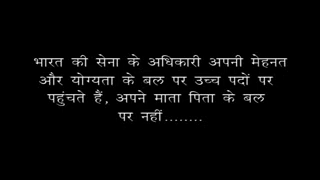 भारत की सेना के अधिकारी अपनी मेहनत
और योग्यता के बल पर उच्च पदों पर
पहुंचते हैं, अपने माता पिता के बल
पर नहीं........